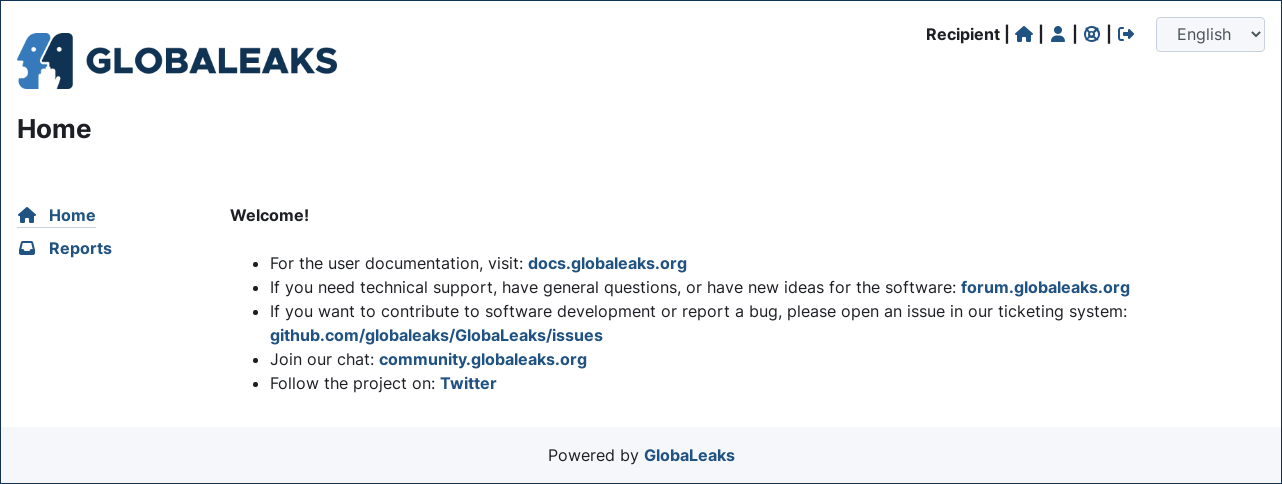 GLOBALEAKS
Recipient | | | |
English
Home
Home
Reports
Welcome!
For the user documentation, visit: docs.globaleaks.org
If you need technical support, have general questions, or have new ideas for the software: forum.globaleaks.org
If you want to contribute to software development or report a bug, please open an issue in our ticketing system:
github.com/globaleaks/GlobaLeaks/issues
Join our chat: community.globaleaks.org
Follow the project on: Twitter
Powered by GlobaLeaks